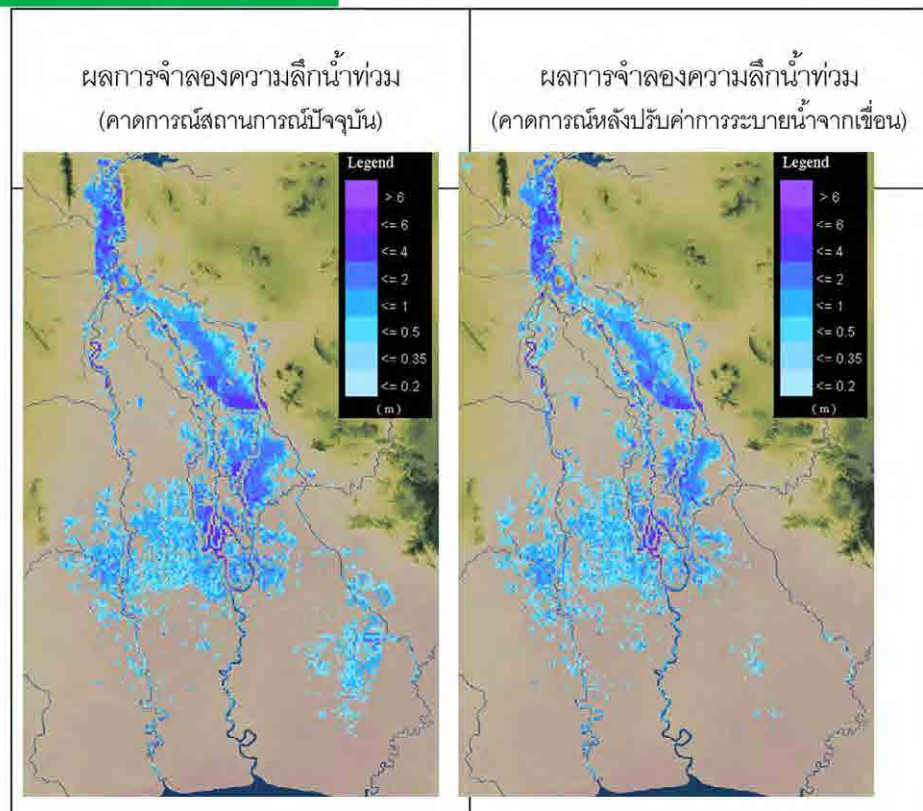 ผลการจำลองความลึกน้ำท่วม
(คาดการณ์สถานการณ์ปัจจุบัน)
Legend
> 6
<= 6
<= 4
<= 2
<= 1
<= 0.5
<= 0.35
<= 0.2
(m)
ผลการจำลองความลึกน้ำท่วม
(คาดการณ์หลังปรับค่าการระบายน้ำจากเขื่อน)
Legend
> 6
<= 6
<= 4
<= 2
<= 1
<= 0.5
<= 0.35
<= 0.2
(m)